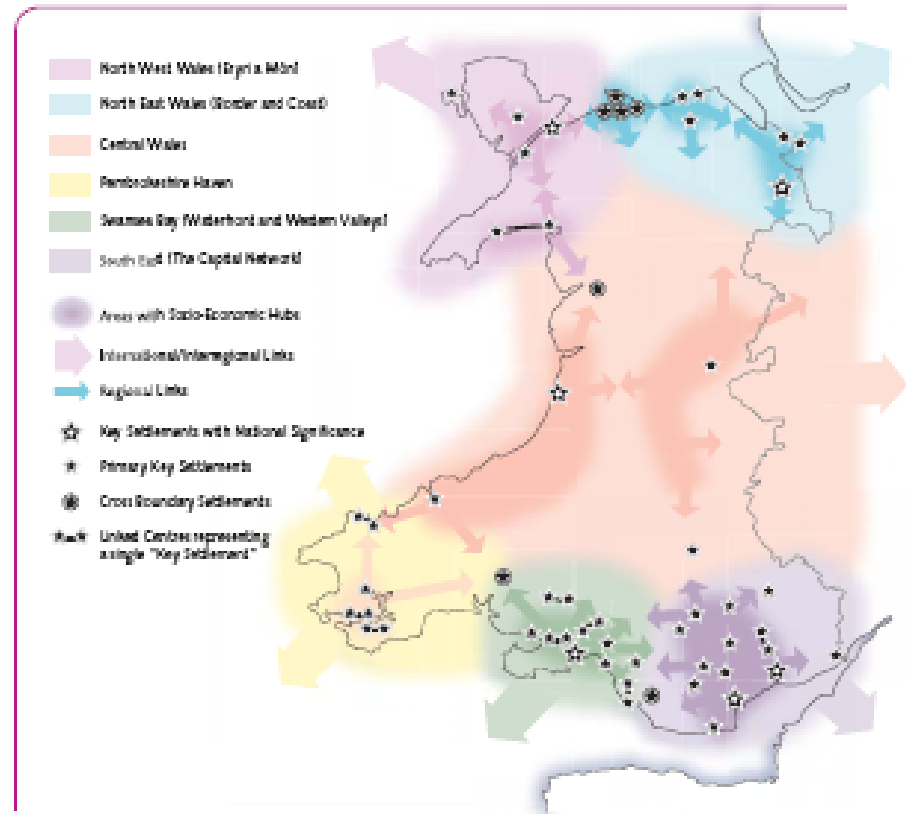 North West Wales (Eryri a Môn)
North East Wales (Border and Coast)
Central Wales
Pembrokeshire Haven
Swansea Bay (Waterfront and Western Valleys)
South East (The Capital Network)
Areas with Socio-Economic Hubs
International/Interregional Links
Regional Links
Key Settlements with National Significance
Primary Key Settlements
Cross Boundary Settlements
Linked Centres representing
a single "Key Settlement"